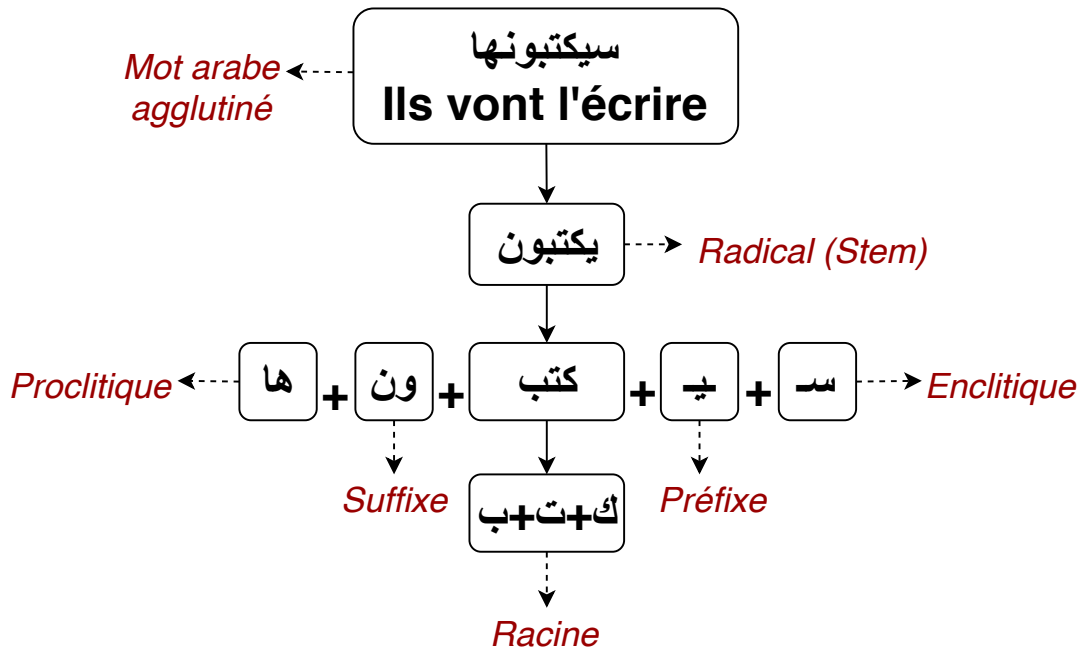 سيكتبونها
Ils vont l'écrire
Mot arabe
agglutiné
يكتبون
Radical (Stem)
Proclitique
ها + ون + كتب + يـ + سـ
Enclitique
Suffixe
Préfixe
ك+ت+ب
Racine